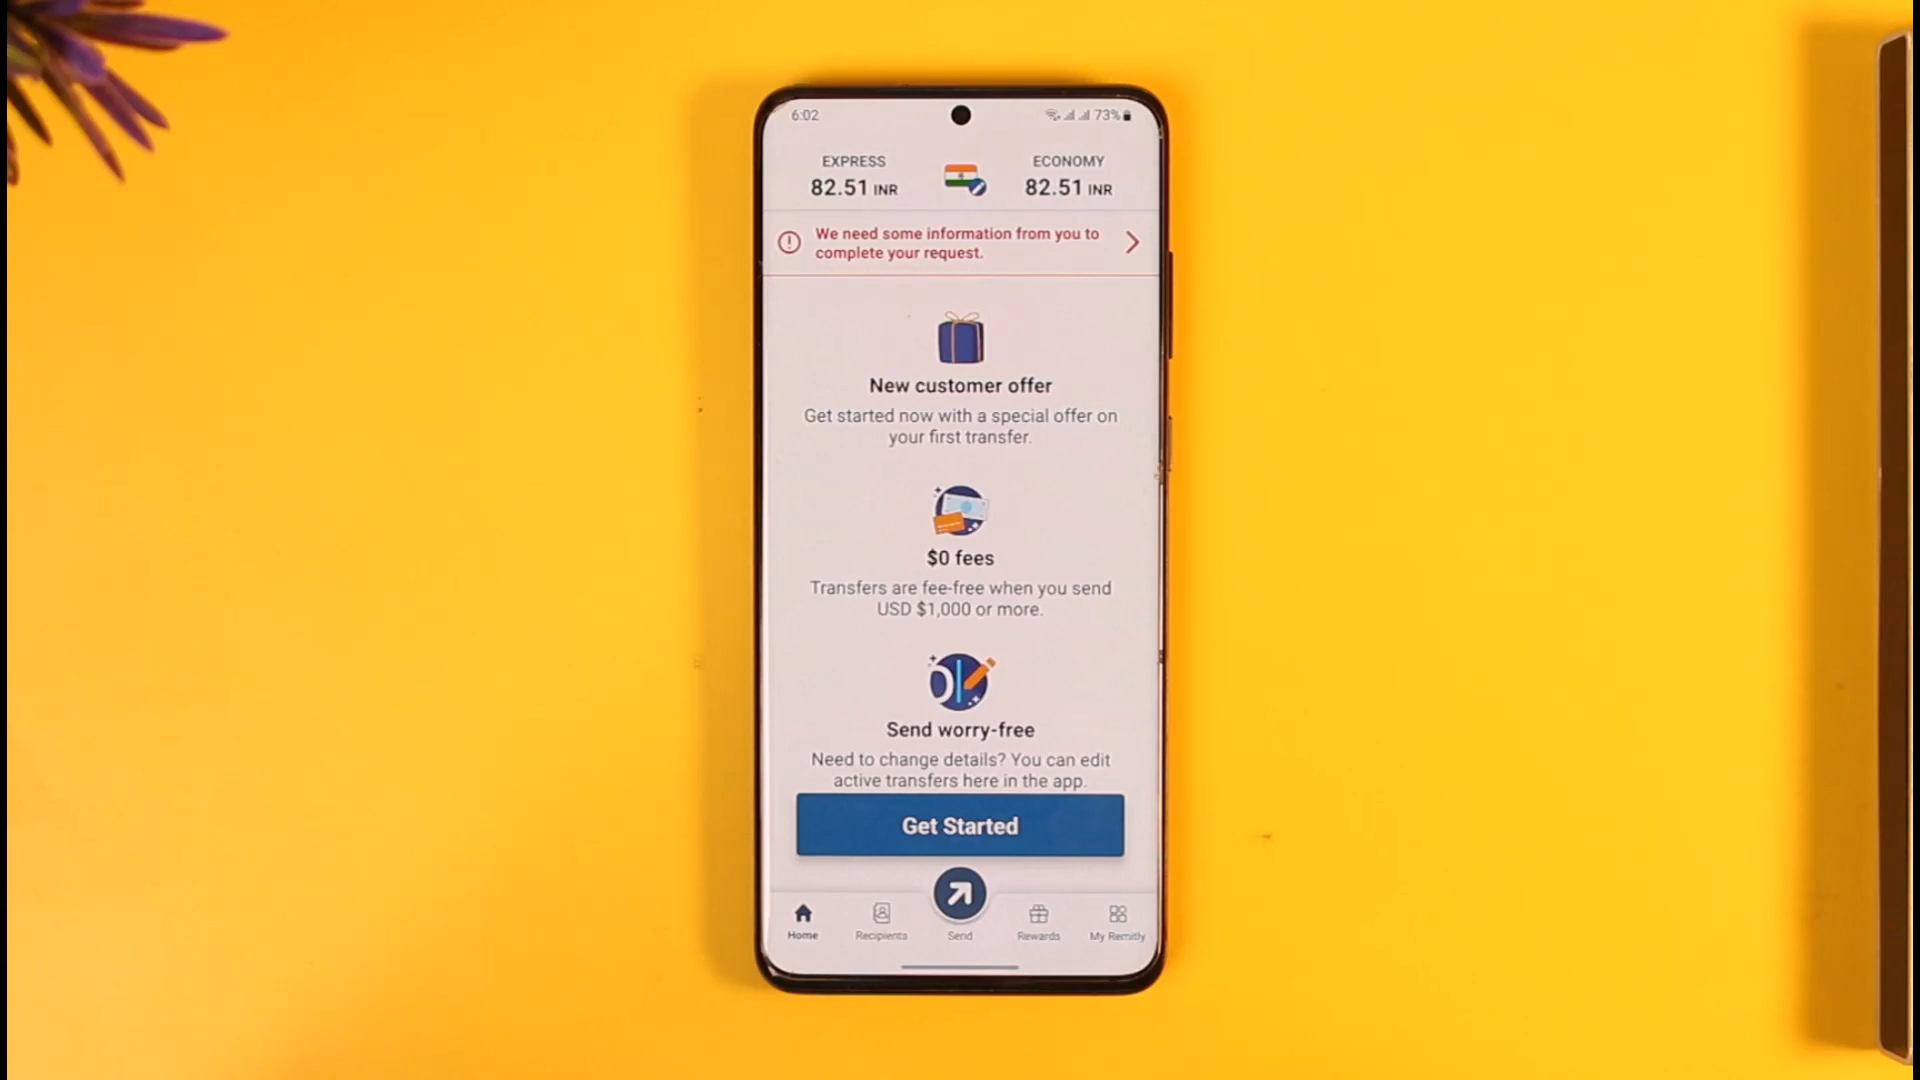 6:02
73%
EXPRESS
82.51 INR
ECONOMY
82.51 INR
We need some information from you to
complete your request.
New customer offer
Get started now with a special offer on
your first transfer.
$0 fees
Transfers are fee-free when you send
USD $1,000 or more.
Send worry-free
Need to change details? You can edit
active transfers here in the app.
Get Started
Home
Recipients
Send
Rewards
My Remitly